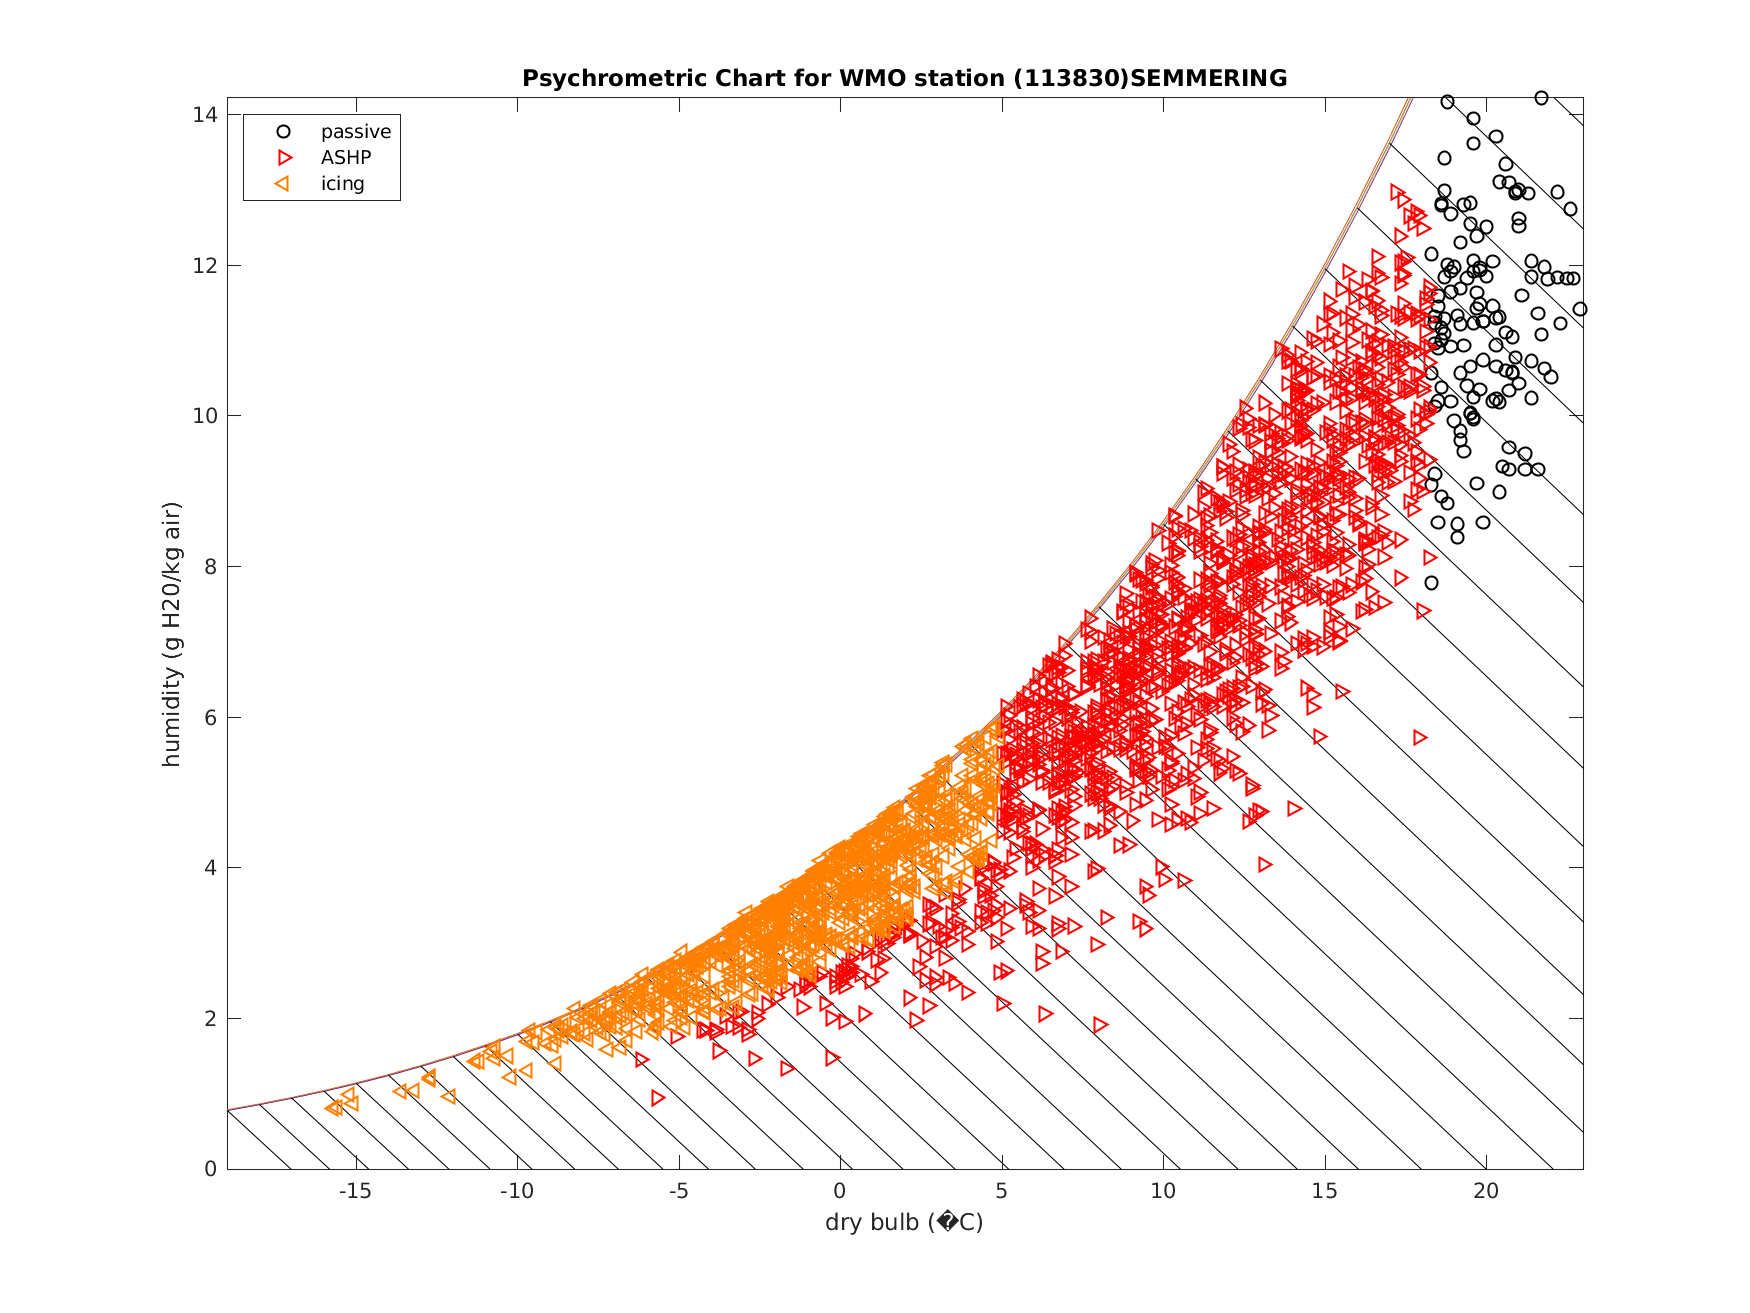 Psychrometric Chart for WMO station (113830)SEMMERING
passive
ASHP
icing
humidity (g H20/kg air)
14
12
10
8
6
4
2
0
-15 -10 -5 0 5 10 15 20
dry bulb (�C)